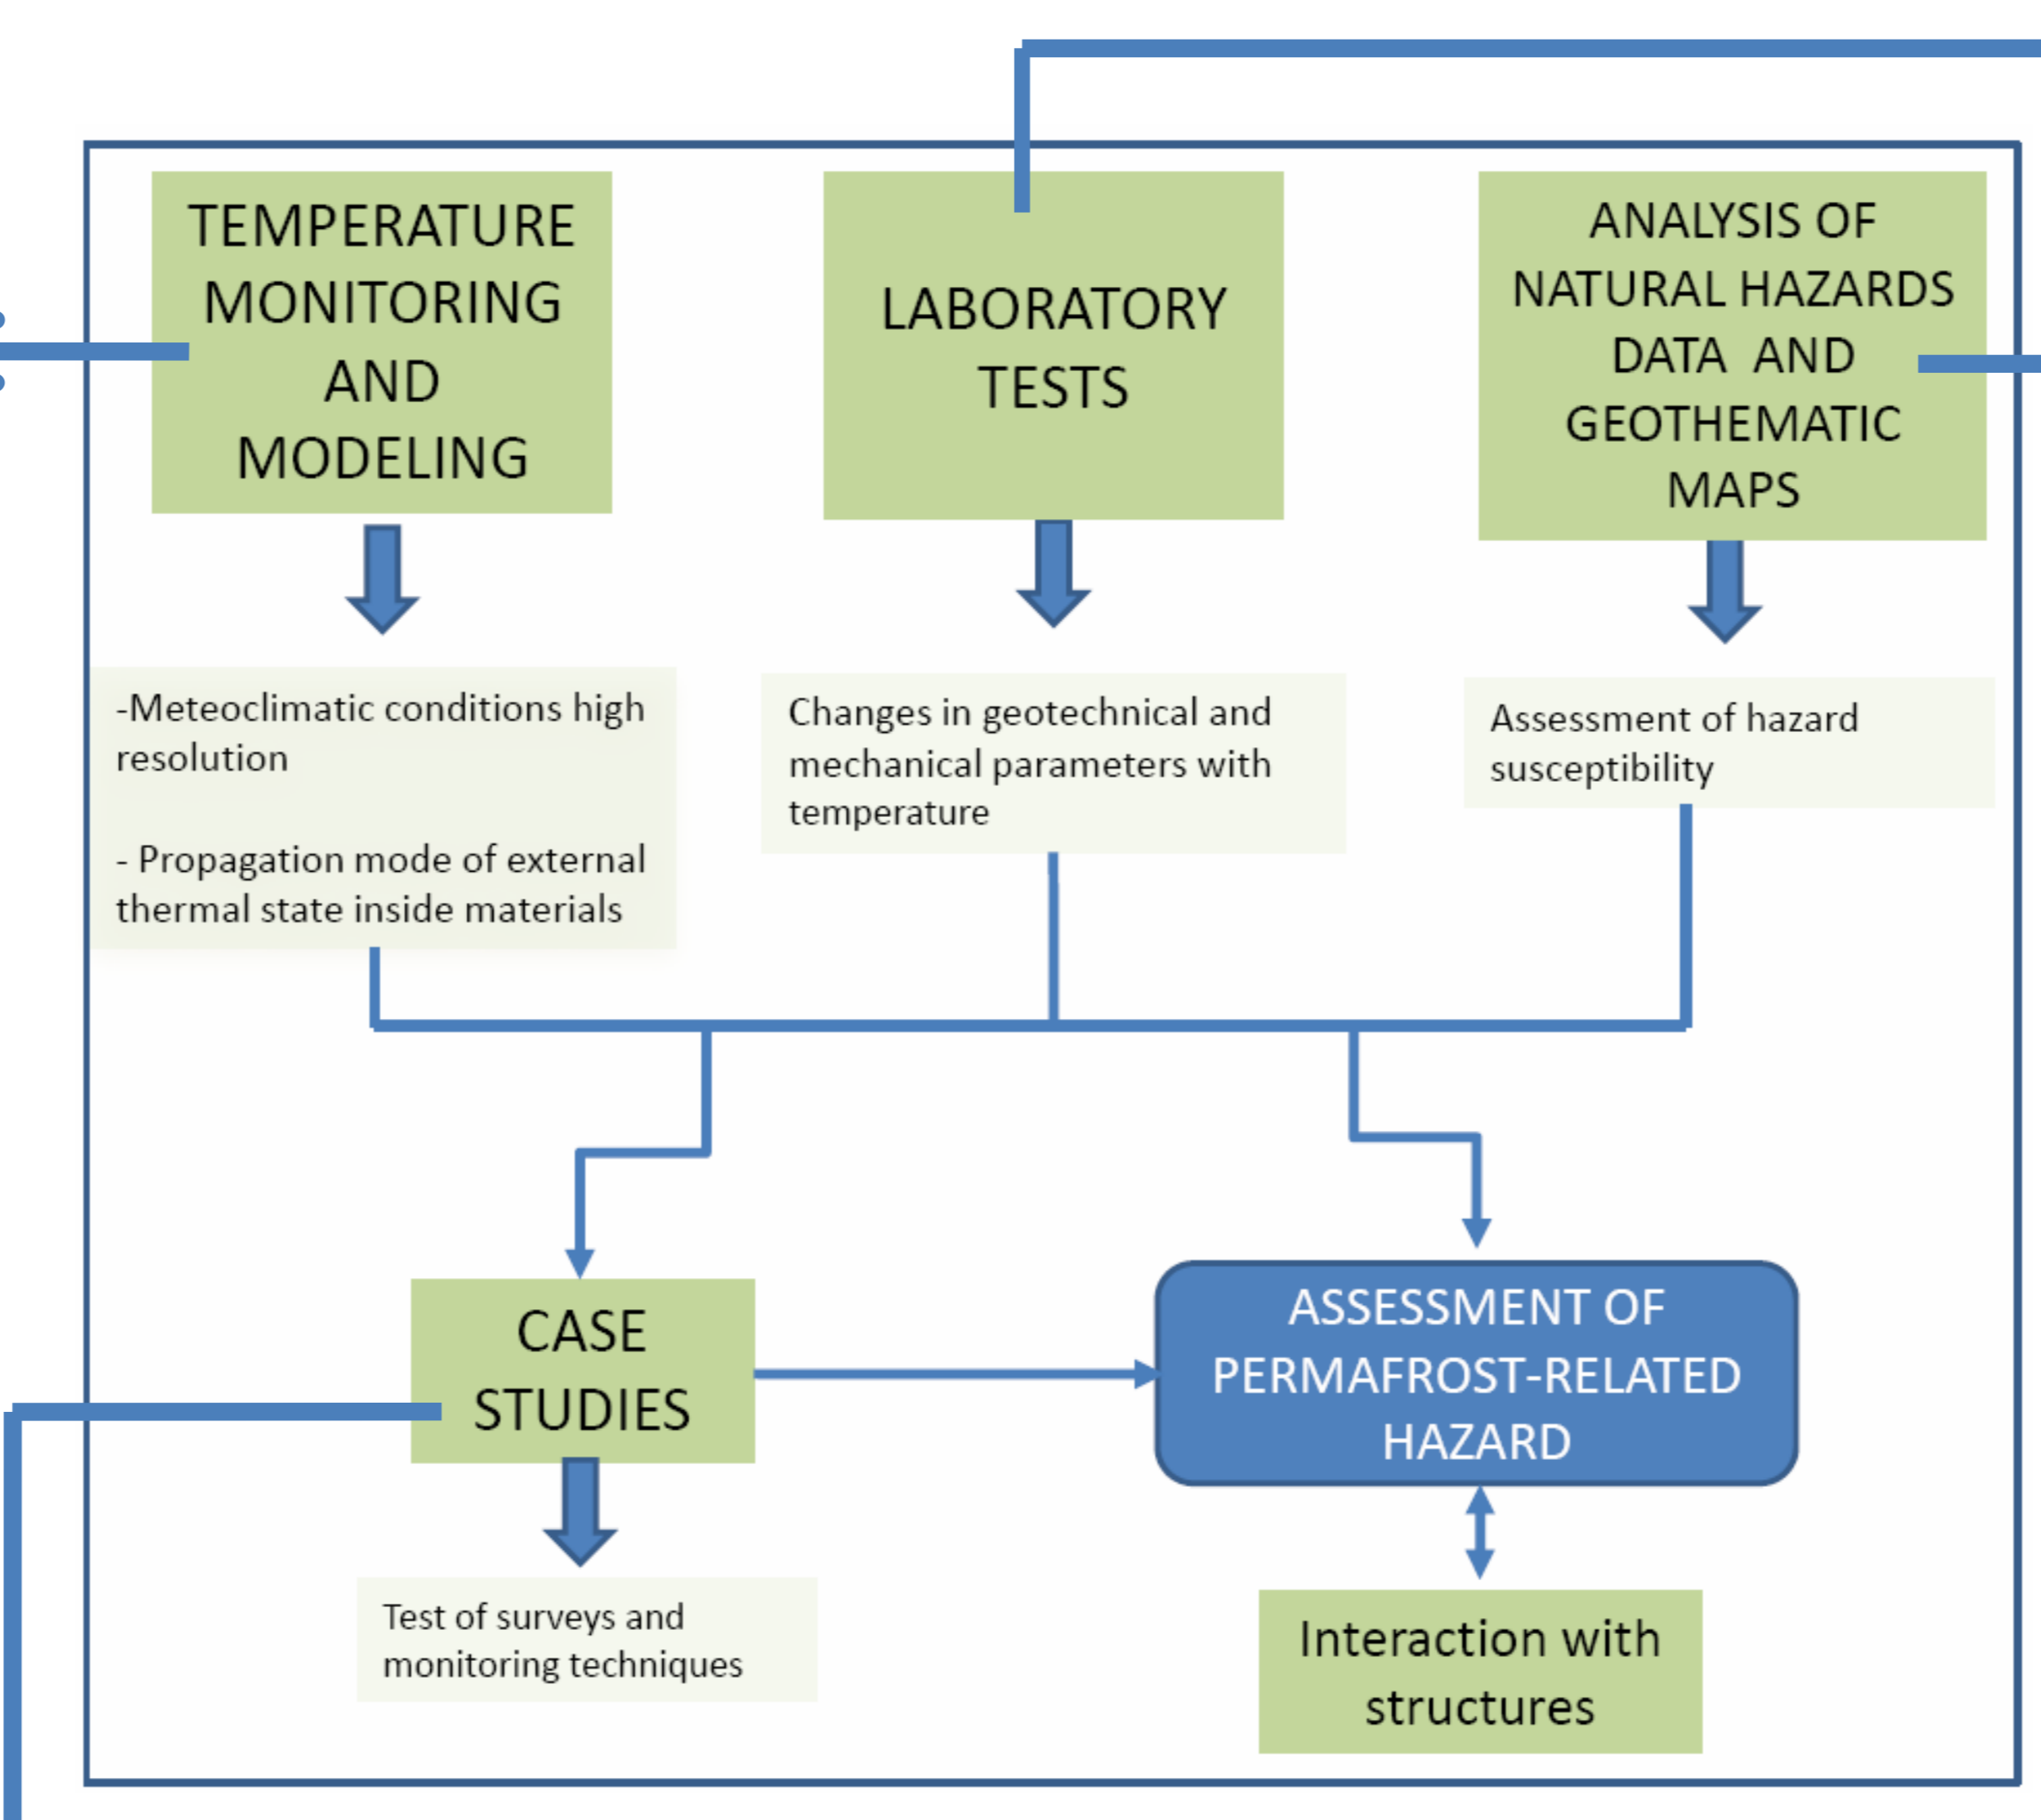 TEMPERATURE
MONITORING
AND
MODELING
LABORATORY
TESTS
ANALYSIS OF
NATURAL HAZARDS
DATA  AND
GEOTHEMATIC
MAPS
-Meteoclimatic conditions high
resolution
- Propagation mode of external
thermal state inside materials
Changes in geotechnical and
mechanical parameters with
temperature
Assessment of hazard
susceptibility
CASE
STUDIES
ASSESSMENT OF
PERMAFROST-RELATED
HAZARD
Test of surveys and
monitoring techniques
Interaction with
structures